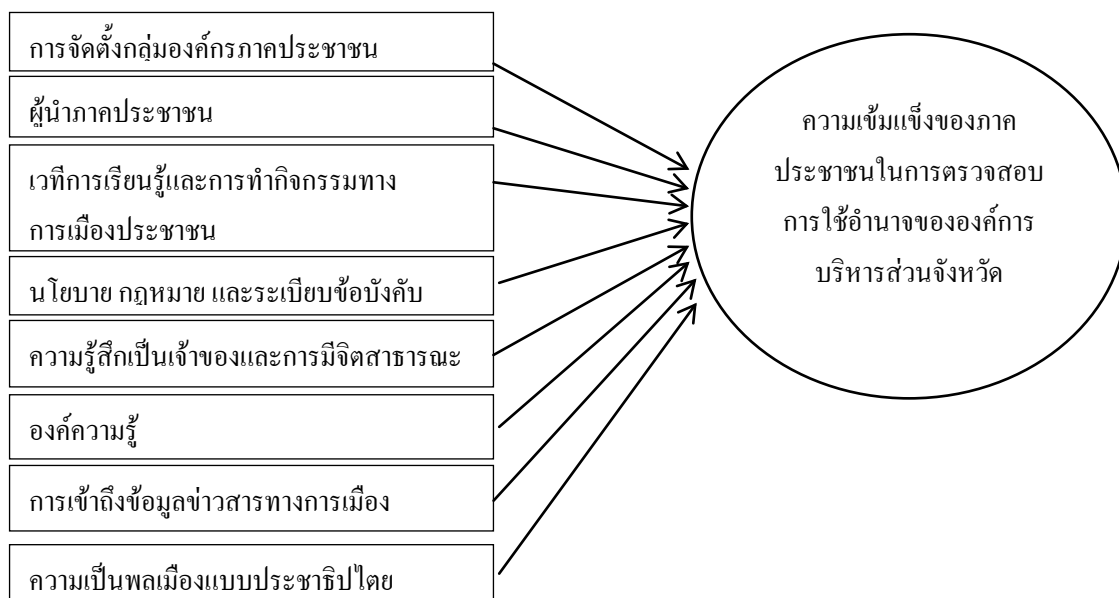 การจัดตั้งกลุ่มองค์กรภาคประชาชน
ผู้นำภาคประชาชน
เวทีการเรียนรู้และการทำกิจกรรมทาง
การเมืองประชาชน
นโยบาย กฎหมาย และระเบียบข้อบังคับ
ความรู้สึกเป็นเจ้าของและการมีจิตสาธารณะ
องค์ความรู้
การเข้าถึงข้อมูลข่าวสารทางการเมือง
ความเป็นพลเมืองแบบประชาธิปไตย
ความเข้มแข็งของภาค
ประชาชนในการตรวจสอบ
การใช้อำนาจขององค์การ
บริหารส่วนจังหวัด